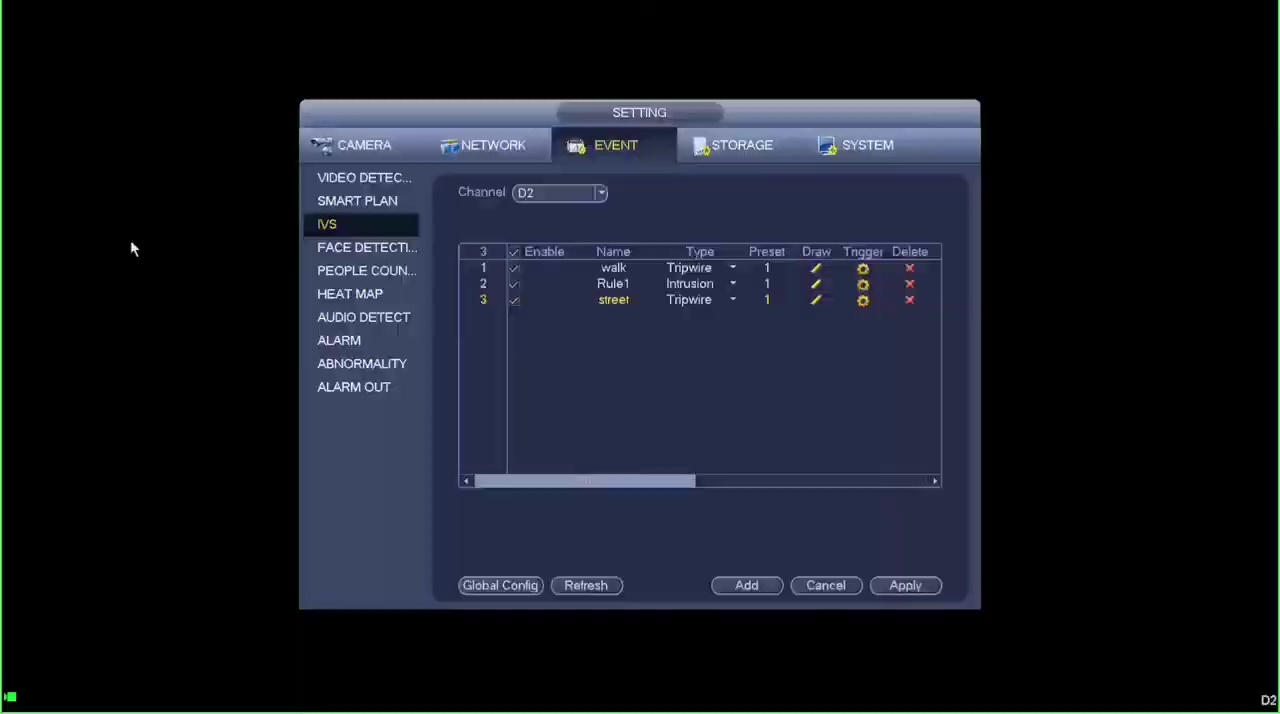 SETTING
CAMERA NETWORK EVENT STORAGE SYSTEM
VIDEO DETEC...
SMART PLAN
IVS
FACE DETECTI...
PEOPLE COUN...
HEAT MAP
AUDIO DETECT
ALARM
ABNORMALITY
ALARM OUT
Channel D2
3 Enable Name Type Preset Draw Trigger Delete
1 walk Tripwire 1
2 Rule1 Intrusion 1
3 street Tripwire 1
Global Config Refresh Add Cancel Apply
D2